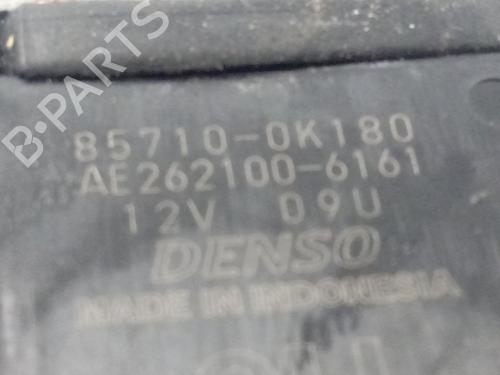 B-PARTS
85710-0K180
AE262100-6161
12V 09U
DENSO
MADE IN INDONESIA